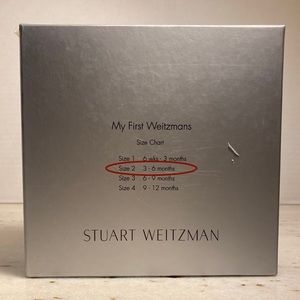 My First Weitzmans
Size Chart
Size 1 6 wks - 3 months
Size 2 3 - 6 months
Size 3 6 - 9 months
Size 4 9 - 12 months
STUART WEITZMAN